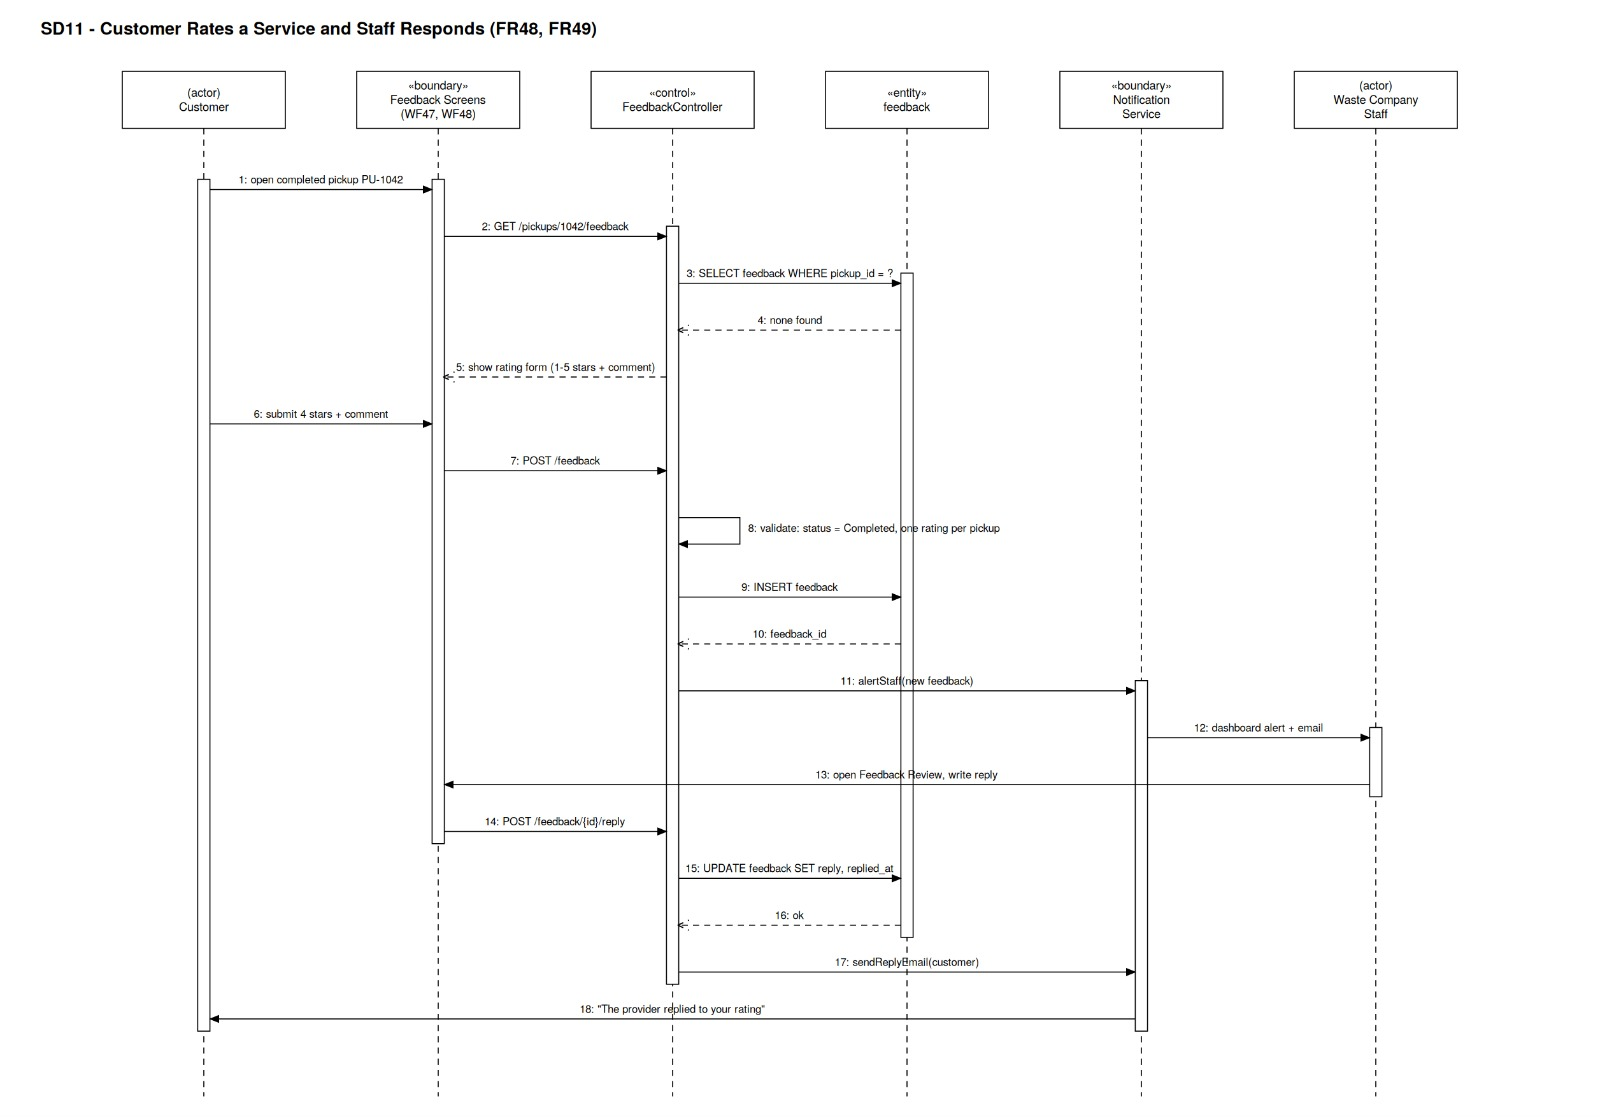 SD11 - Customer Rates a Service and Staff Responds (FR48, FR49)
(actor)
Customer
«boundary»
Feedback Screens
(WF47, WF48)
«control»
FeedbackController
«entity»
feedback
«boundary»
Notification
Service
(actor)
Waste Company
Staff
1: open completed pickup PU-1042
2: GET /pickups/1042/feedback
3: SELECT feedback WHERE pickup_id = ?
4: none found
5: show rating form (1-5 stars + comment)
6: submit 4 stars + comment
7: POST /feedback
8: validate: status = Completed, one rating per pickup
9: INSERT feedback
10: feedback_id
11: alertStaff(new feedback)
12: dashboard alert + email
13: open Feedback Review, write reply
14: POST /feedback/{id}/reply
15: UPDATE feedback SET reply, replied_at
16: ok
17: sendReplyEmail(customer)
18: "The provider replied to your rating"